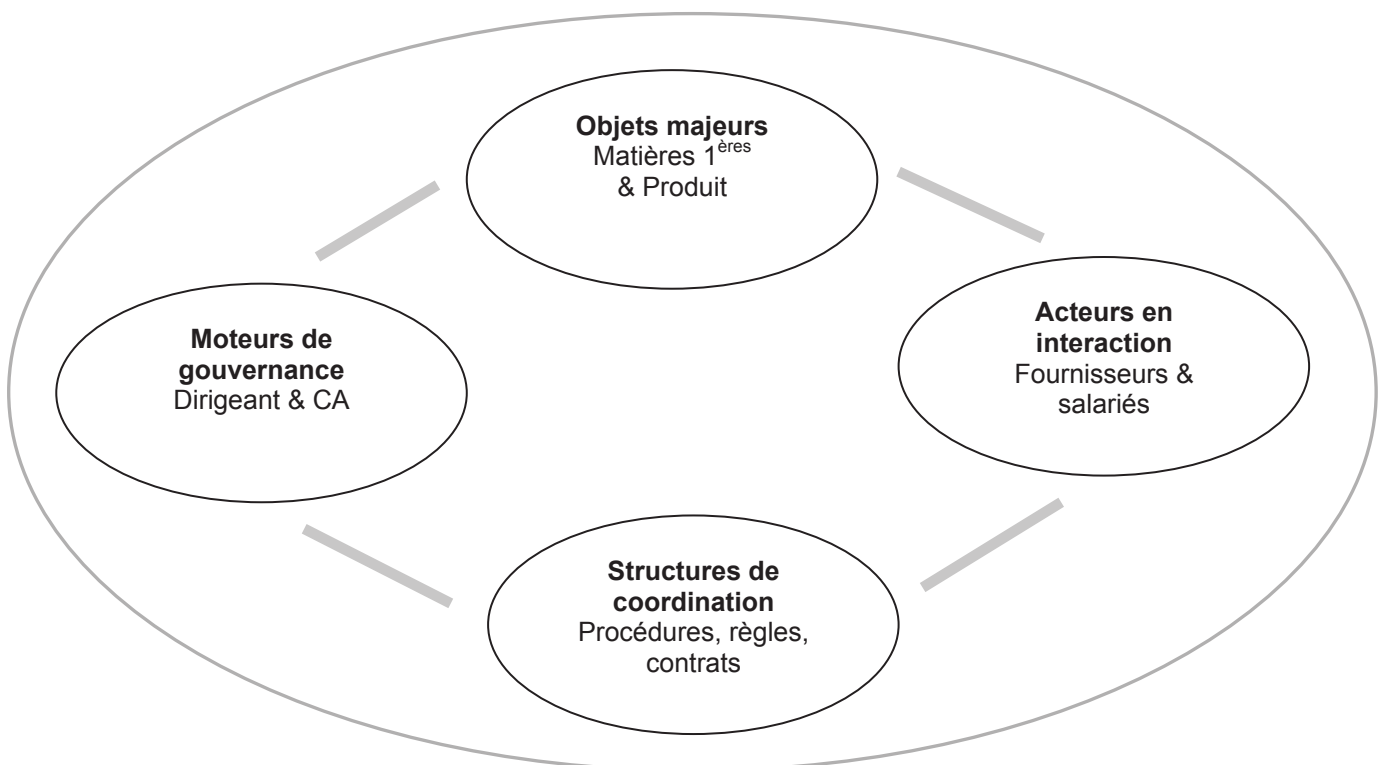 Objets majeurs
Matières 1ères
& Produit
Moteurs de
gouvernance
Dirigeant & CA
Acteurs en
interaction
Fournisseurs &
salariés
Structures de
coordination
Procédures, règles,
contrats